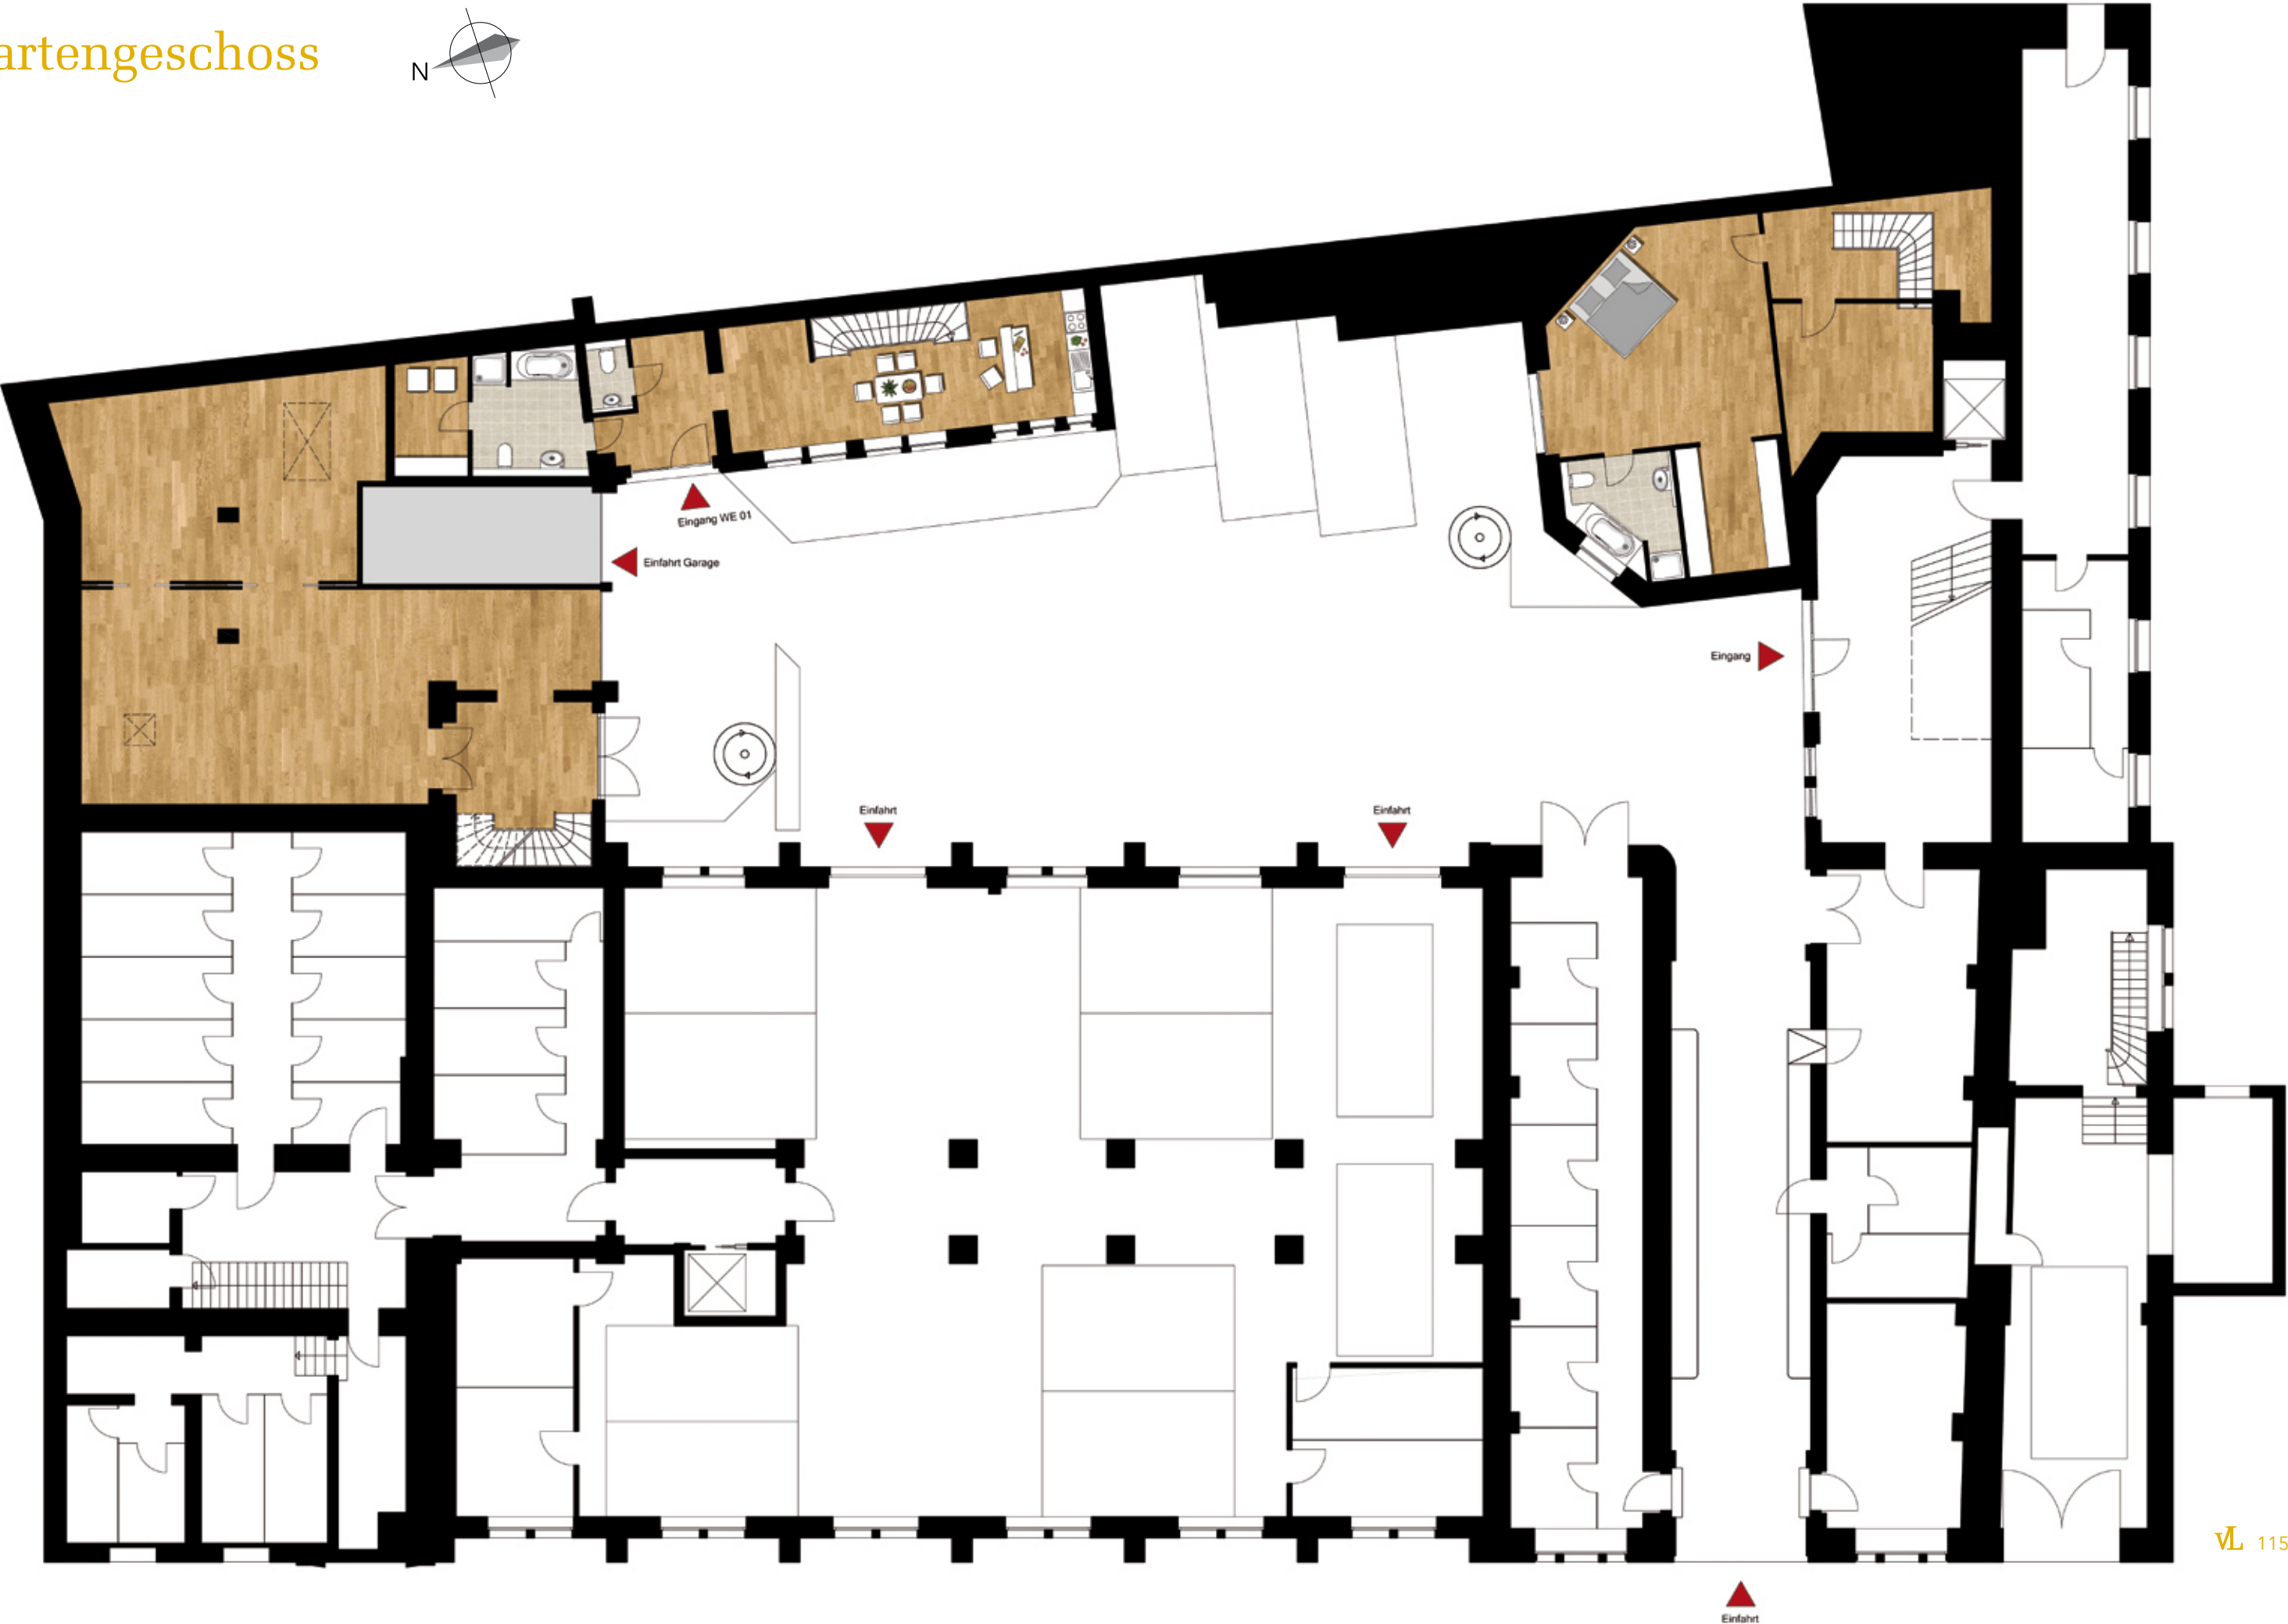 artengeschoss
N
Eingang WE 01
Einfahrt Garage
Eingang
Einfahrt
Einfahrt
vL 115
Einfahrt